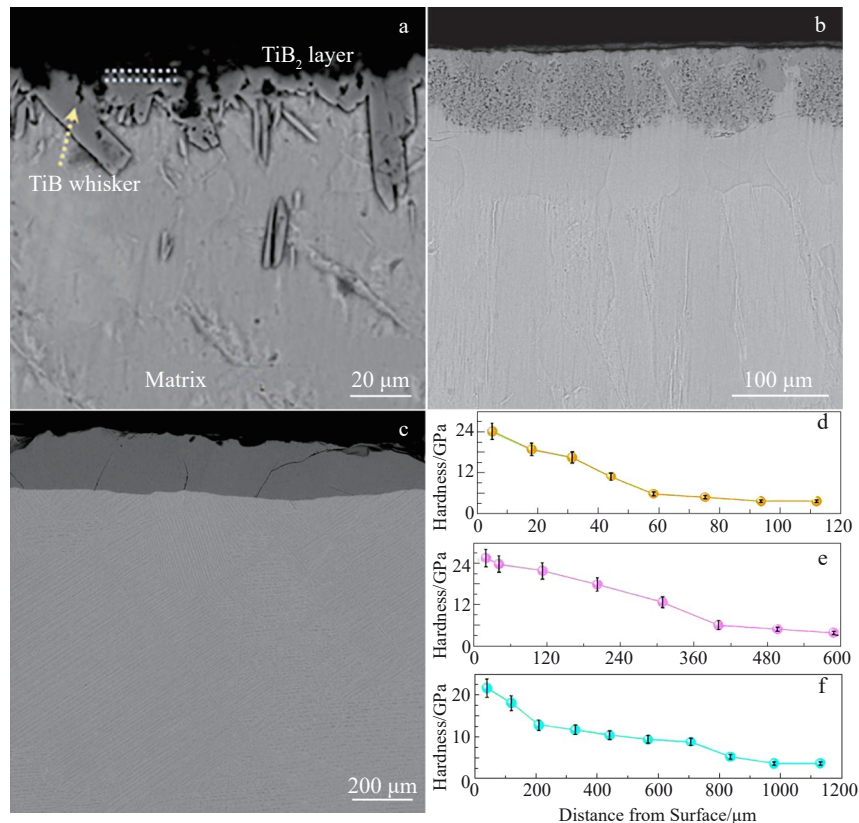 a
TiB₂ layer
TiB whisker
Matrix
20 μm
b
100 μm
c
200 μm
d
Hardness/GPa
24
12
0
0 20 40 60 80 100 120
e
Hardness/GPa
24
12
0
0 120 240 360 480 600
f
Hardness/GPa
20
10
0
0 200 400 600 800 1000 1200
Distance from Surface/μm